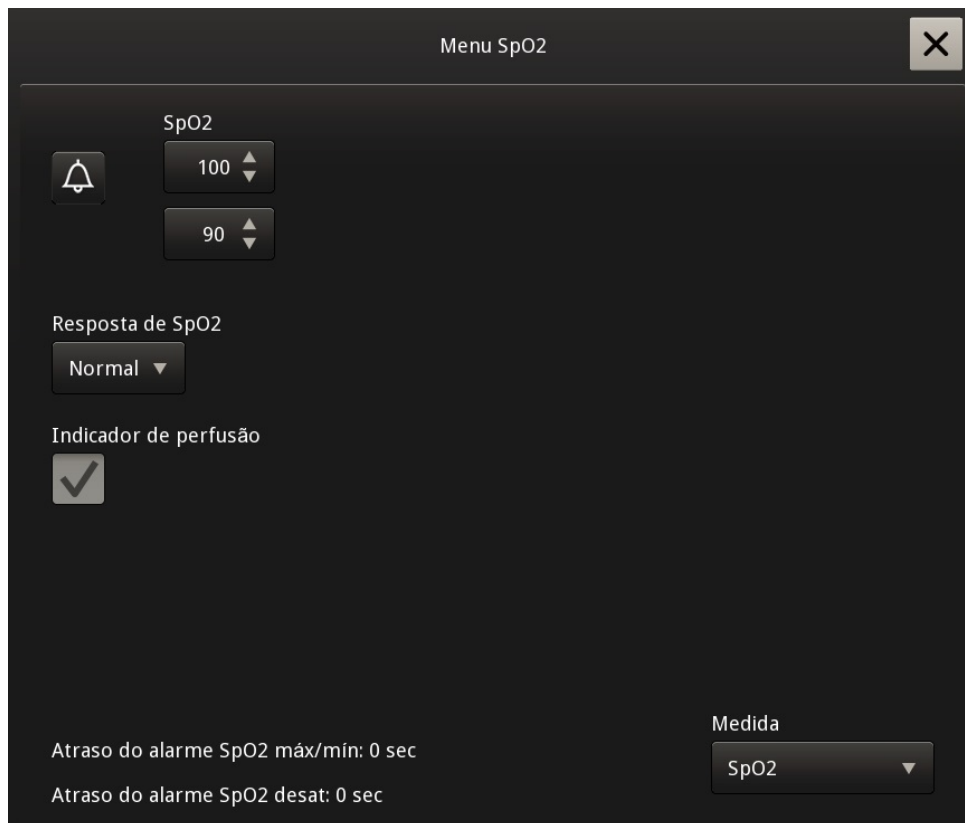 Menu SpO2
SpO2
100
90
Resposta de SpO2
Normal
Indicador de perfusão
Medida
Atraso do alarme SpO2 máx/mín: 0 sec
SpO2
Atraso do alarme SpO2 desat: 0 sec